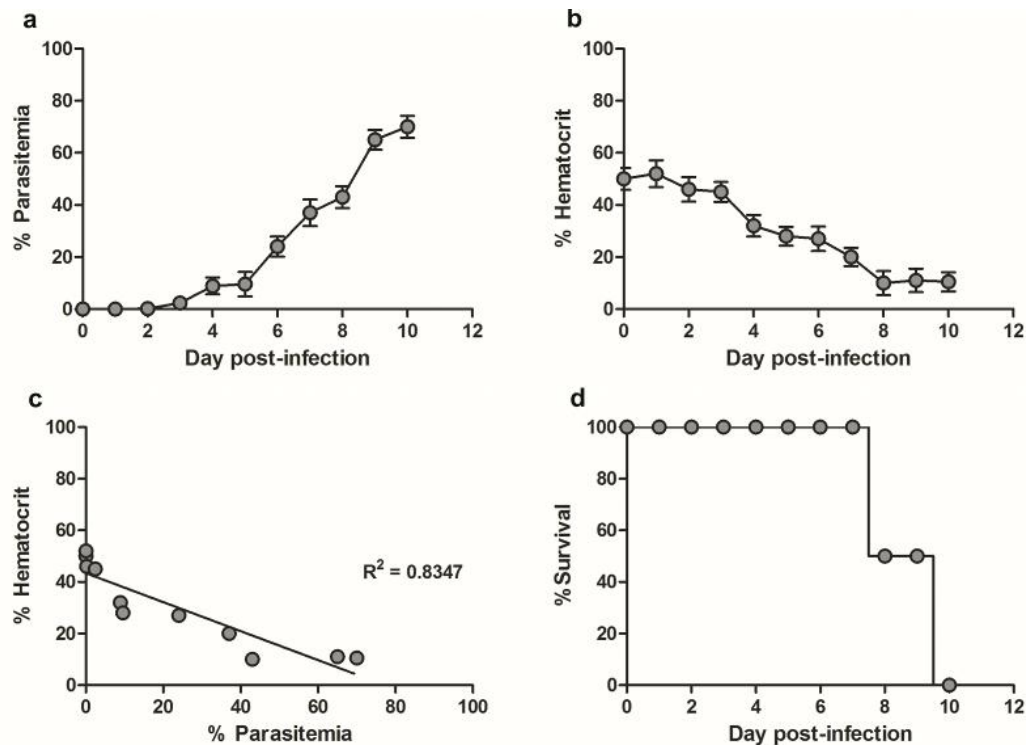 a
100
80
60
40
20
0
% Parasitemia
0 2 4 6 8 10 12
Day post-infection
b
100
80
60
40
20
0
% Hematocrit
0 2 4 6 8 10 12
Day post-infection
c
100
80
60
40
20
0
% Hematocrit
R² = 0.8347
0 20 40 60 80 100
% Parasitemia
d
100
80
60
40
20
0
%Survival
0 2 4 6 8 10 12
Day post-infection